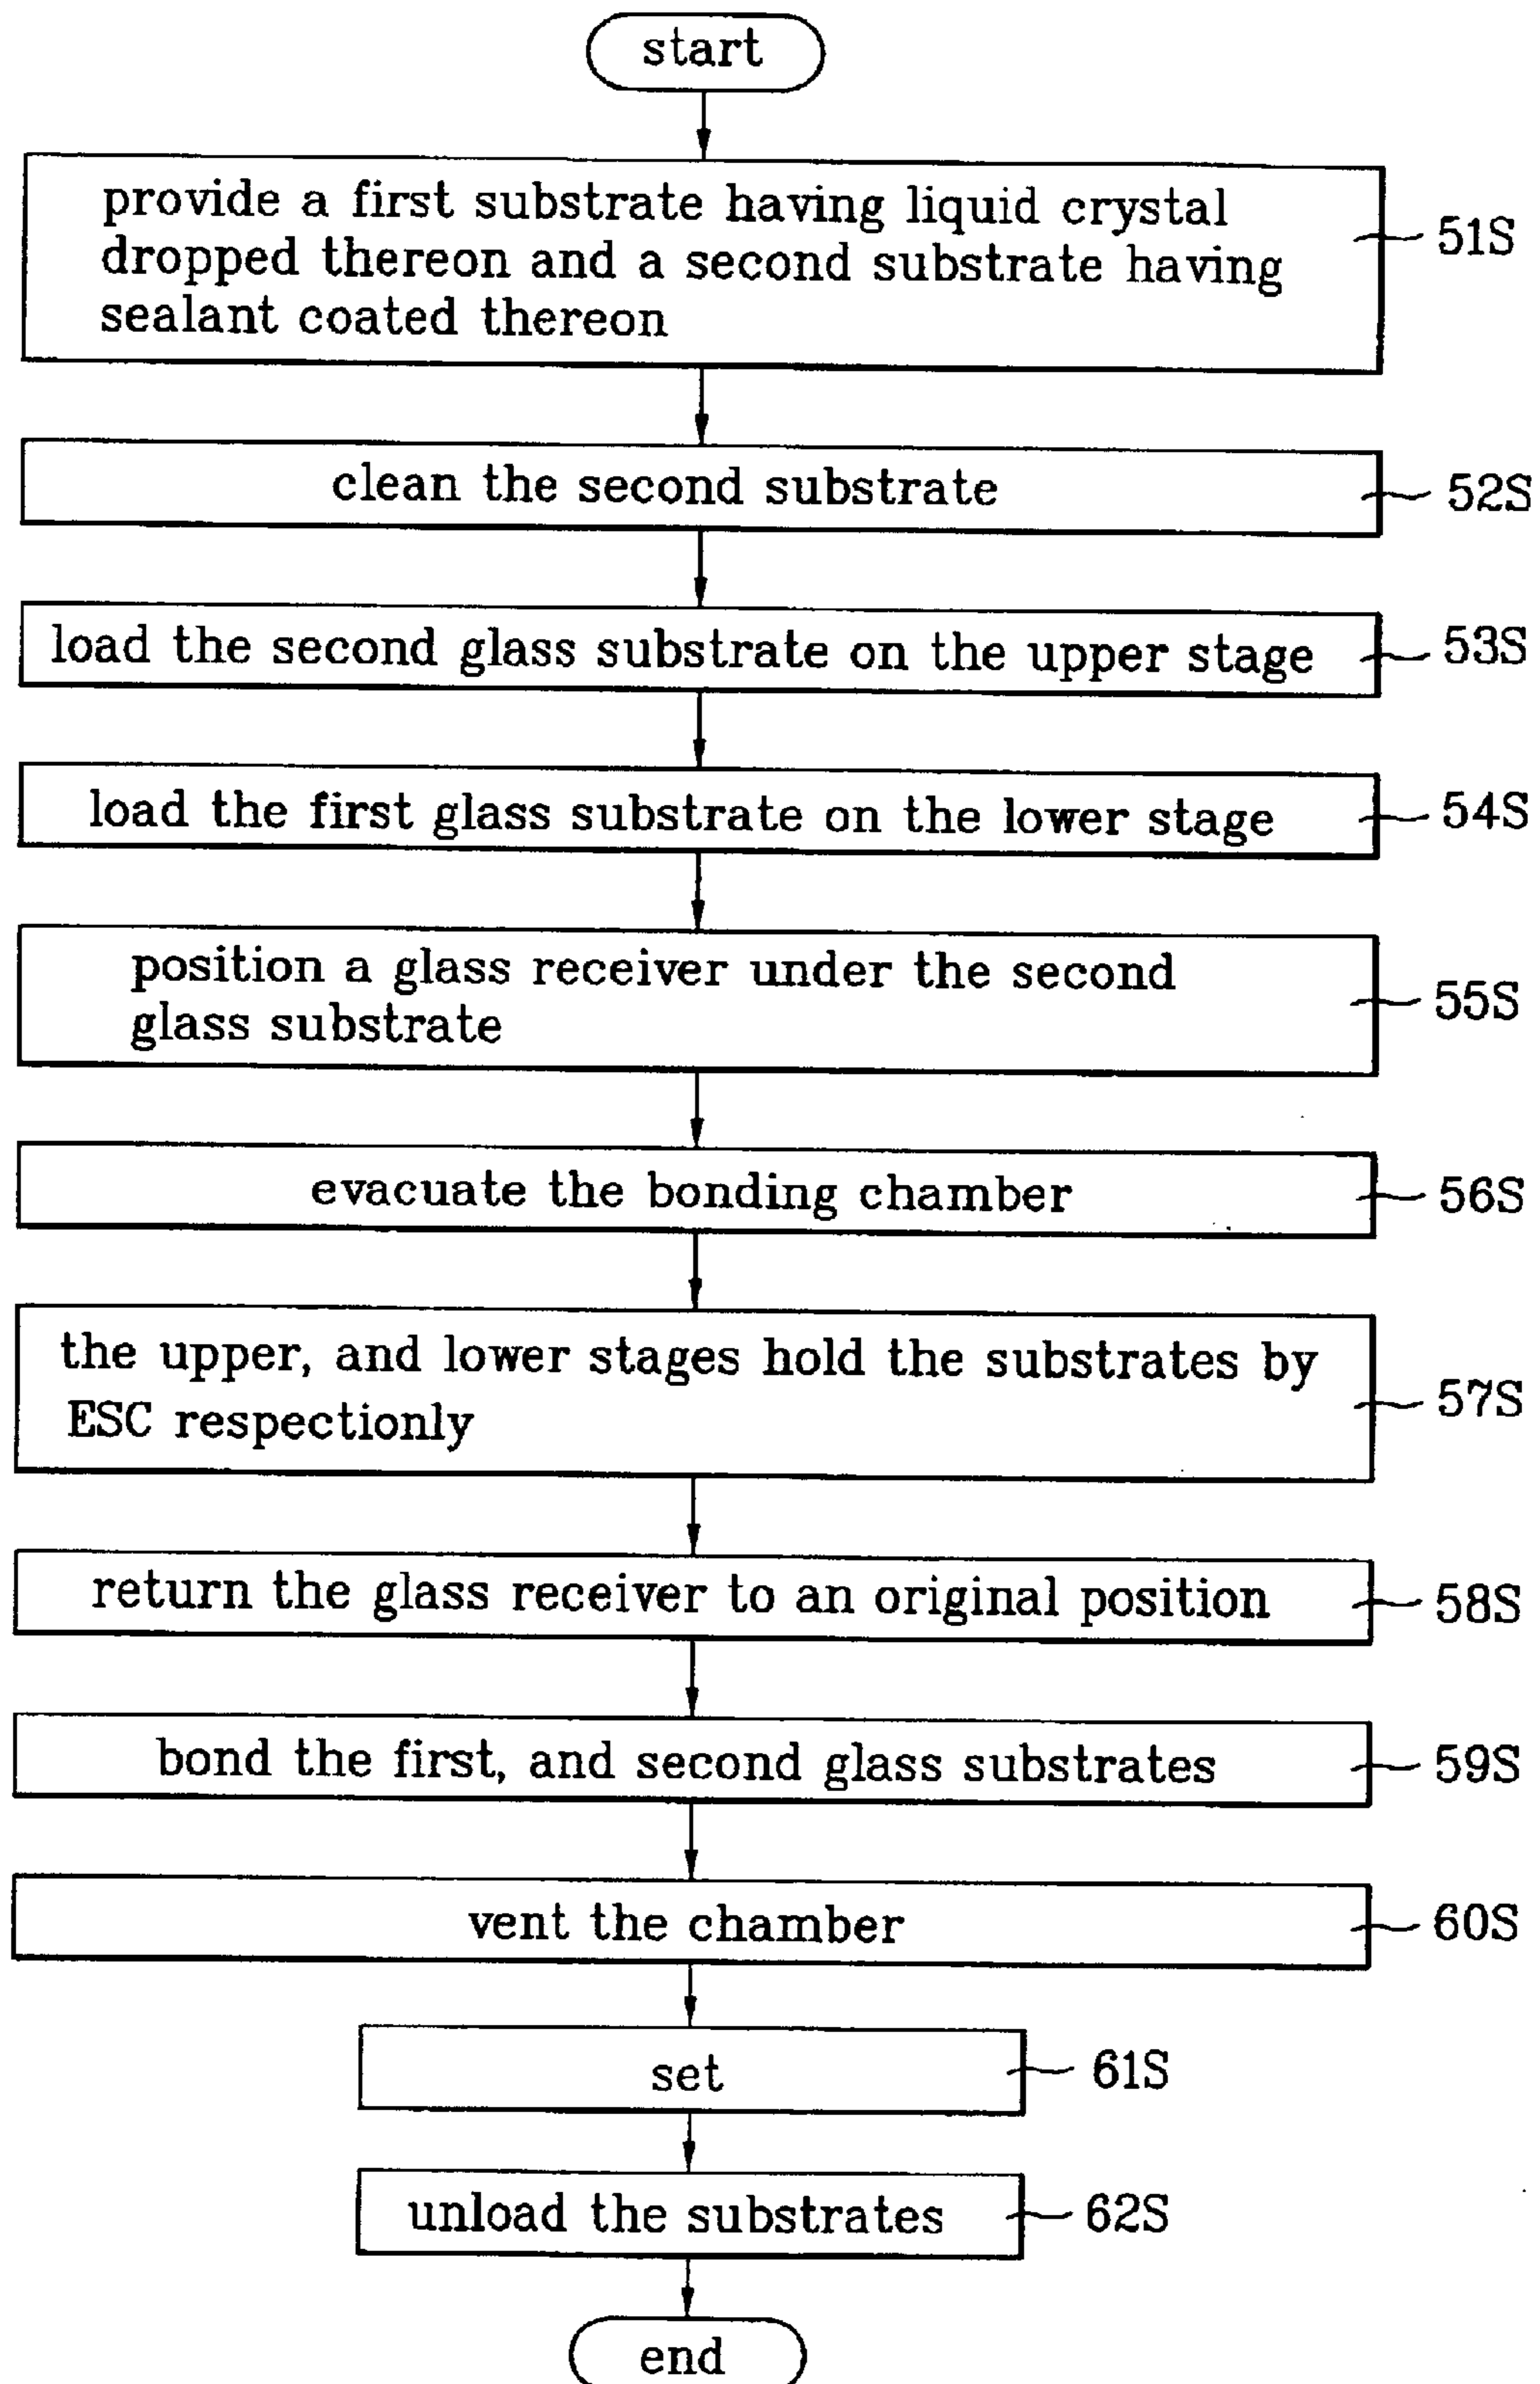 start
provide a first substrate having liquid crystal
dropped thereon and a second substrate having
sealant coated thereon
51S
clean the second substrate
52S
load the second glass substrate on the upper stage
53S
load the first glass substrate on the lower stage
54S
position a glass receiver under the second
glass substrate
55S
evacuate the bonding chamber
56S
the upper, and lower stages hold the substrates by
ESC respectionly
57S
return the glass receiver to an original position
58S
bond the first, and second glass substrates
59S
vent the chamber
60S
set
61S
unload the substrates
62S
end